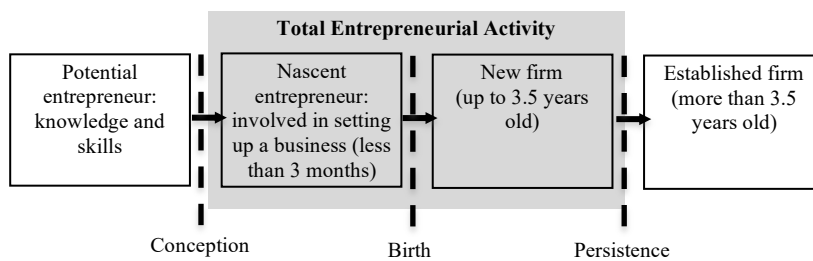 Total Entrepreneurial Activity
Potential
entrepreneur:
knowledge and
skills
Nascent
entrepreneur:
involved in setting
up a business (less
than 3 months)
New firm
(up to 3.5 years
old)
Established firm
(more than 3.5
years old)
Conception
Birth
Persistence